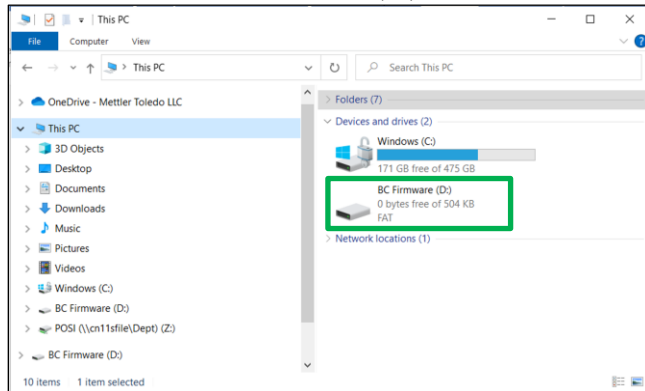 This PC
File Computer View
This PC
Search This PC
OneDrive - Mettler Toledo LLC
This PC
3D Objects
Desktop
Documents
Downloads
Music
Pictures
Videos
Windows (C:)
BC Firmware (D:)
POSI (\\cn11sfile\Dept) (Z:)
BC Firmware (D:)
Folders (7)
Devices and drives (2)
Windows (C:)
171 GB free of 475 GB
BC Firmware (D:)
0 bytes free of 504 KB
FAT
Network locations (1)
10 items 1 item selected